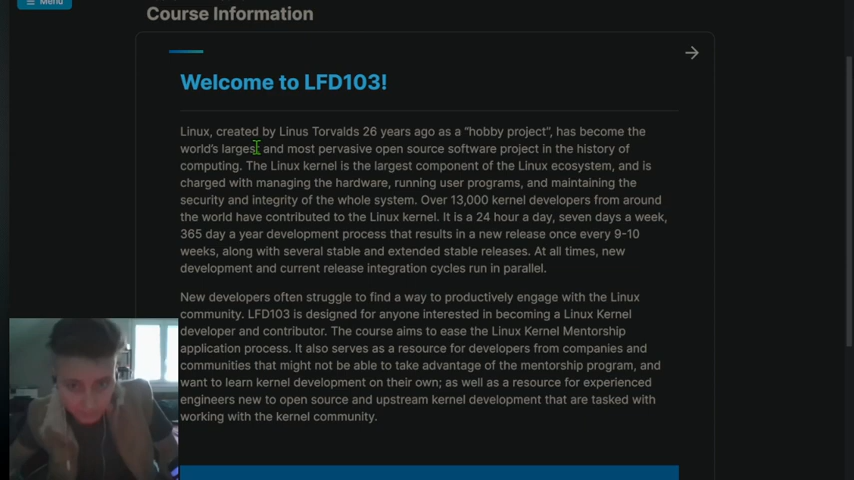 Menu
Course Information
Welcome to LFD103!
Linux, created by Linus Torvalds 26 years ago as a “hobby project”, has become the
world’s largest and most pervasive open source software project in the history of
computing. The Linux kernel is the largest component of the Linux ecosystem, and is
charged with managing the hardware, running user programs, and maintaining the
security and integrity of the whole system. Over 13,000 kernel developers from around
the world have contributed to the Linux kernel. It is a 24 hour a day, seven days a week,
365 day a year development process that results in a new release once every 9-10
weeks, along with several stable and extended stable releases. At all times, new
development and current release integration cycles run in parallel.
New developers often struggle to find a way to productively engage with the Linux
community. LFD103 is designed for anyone interested in becoming a Linux Kernel
developer and contributor. The course aims to ease the Linux Kernel Mentorship
application process. It also serves as a resource for developers from companies and
communities that might not be able to take advantage of the mentorship program, and
want to learn kernel development on their own; as well as a resource for experienced
engineers new to open source and upstream kernel development that are tasked with
working with the kernel community.